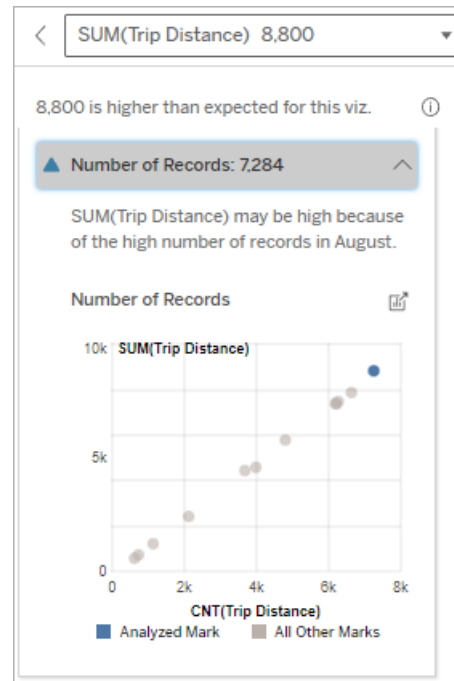 SUM(Trip Distance) 8,800
8,800 is higher than expected for this viz.
Number of Records: 7,284
SUM(Trip Distance) may be high because
of the high number of records in August.
Number of Records
10k SUM(Trip Distance)
5k
0
0 2k 4k 6k 8k
CNT(Trip Distance)
Analyzed Mark All Other Marks